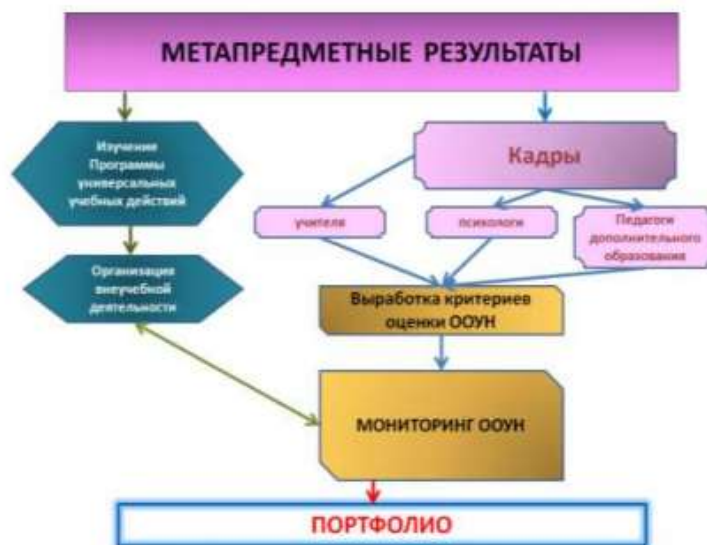 МЕТАПРЕДМЕТНЫЕ РЕЗУЛЬТАТЫ
Изучение
Программы
универсальных
учебных действий
Кадры
учителя
психологи
Педагоги
дополнительного
образования
Организация
внеучебной
деятельности
Выработка критериев
оценки ООУН
МОНИТОРИНГ ООУН
ПОРТФОЛИО